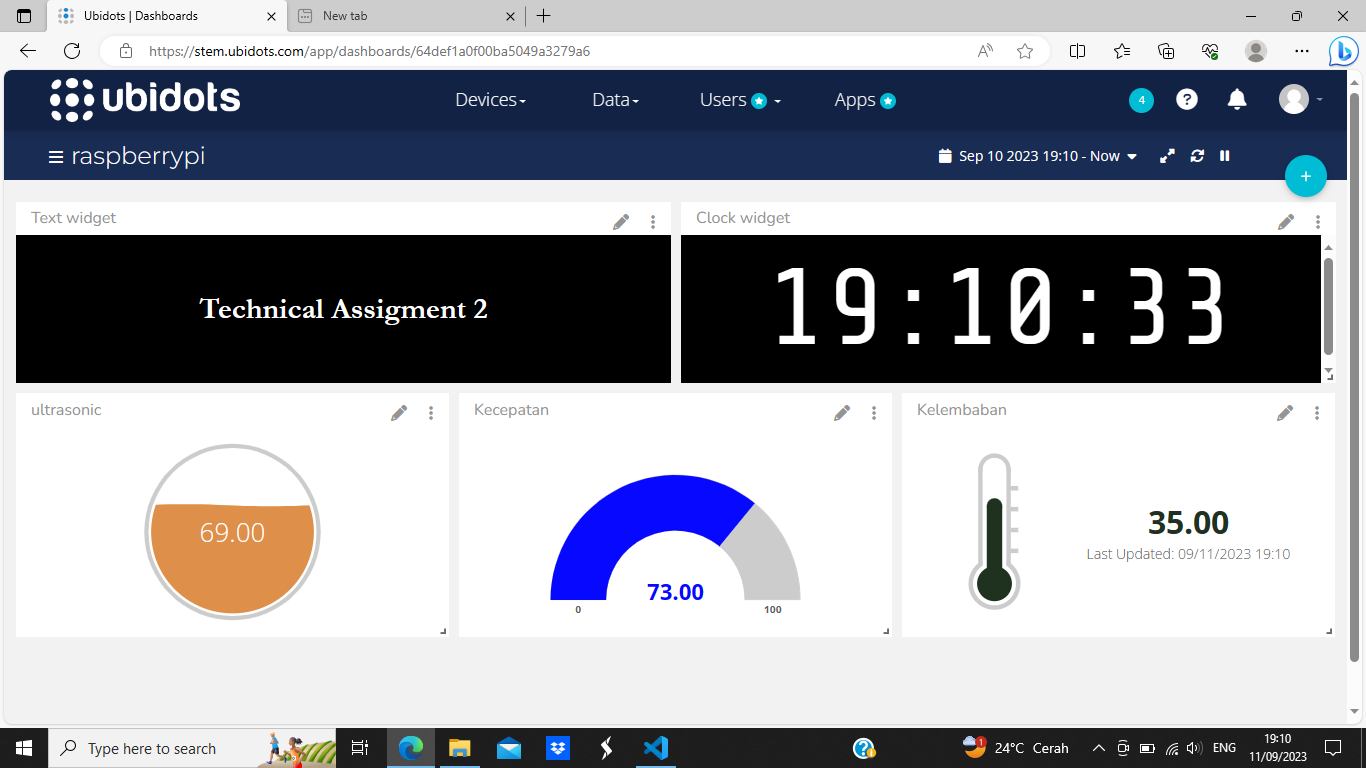 Ubidots | Dashboards
New tab
https://stem.ubidots.com/app/dashboards/64def1a0f00ba5049a3279a6
ubidots
Devices
Data
Users
Apps
4
raspberrypi
Sep 10 2023 19:10 - Now
Text widget
Clock widget
Technical Assigment 2
19:10:33
ultrasonic
Kecepatan
Kelembaban
69.00
73.00
0
100
35.00
Last Updated: 09/11/2023 19:10
Type here to search
1
24°C Cerah
ENG
19:10
11/09/2023